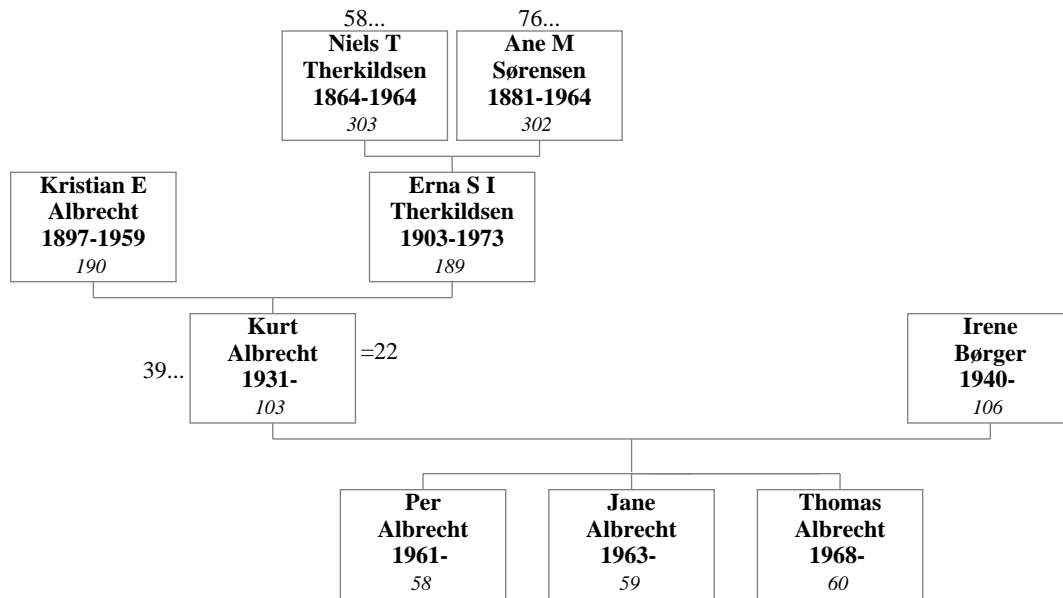 58...
76...
Niels T
Therkildsen
1864-1964
303
Ane M
Sørensen
1881-1964
302
Kristian E
Albrecht
1897-1959
190
Erna S I
Therkildsen
1903-1973
189
39...
Kurt
Albrecht
1931-
103
=22
Irene
Børger
1940-
106
Per
Albrecht
1961-
58
Jane
Albrecht
1963-
59
Thomas
Albrecht
1968-
60